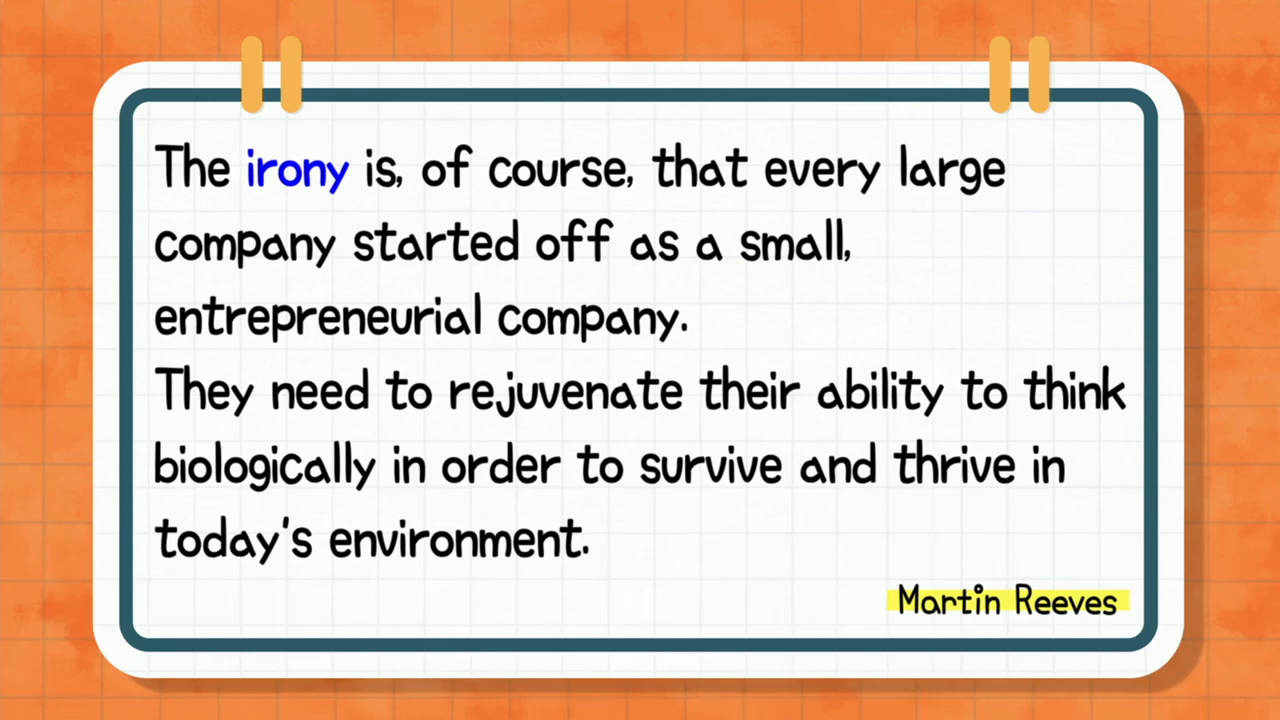 The irony is, of course, that every large
company started off as a small,
entrepreneurial company.
They need to rejuvenate their ability to think
biologically in order to survive and thrive in
today's environment.
Martin Reeves